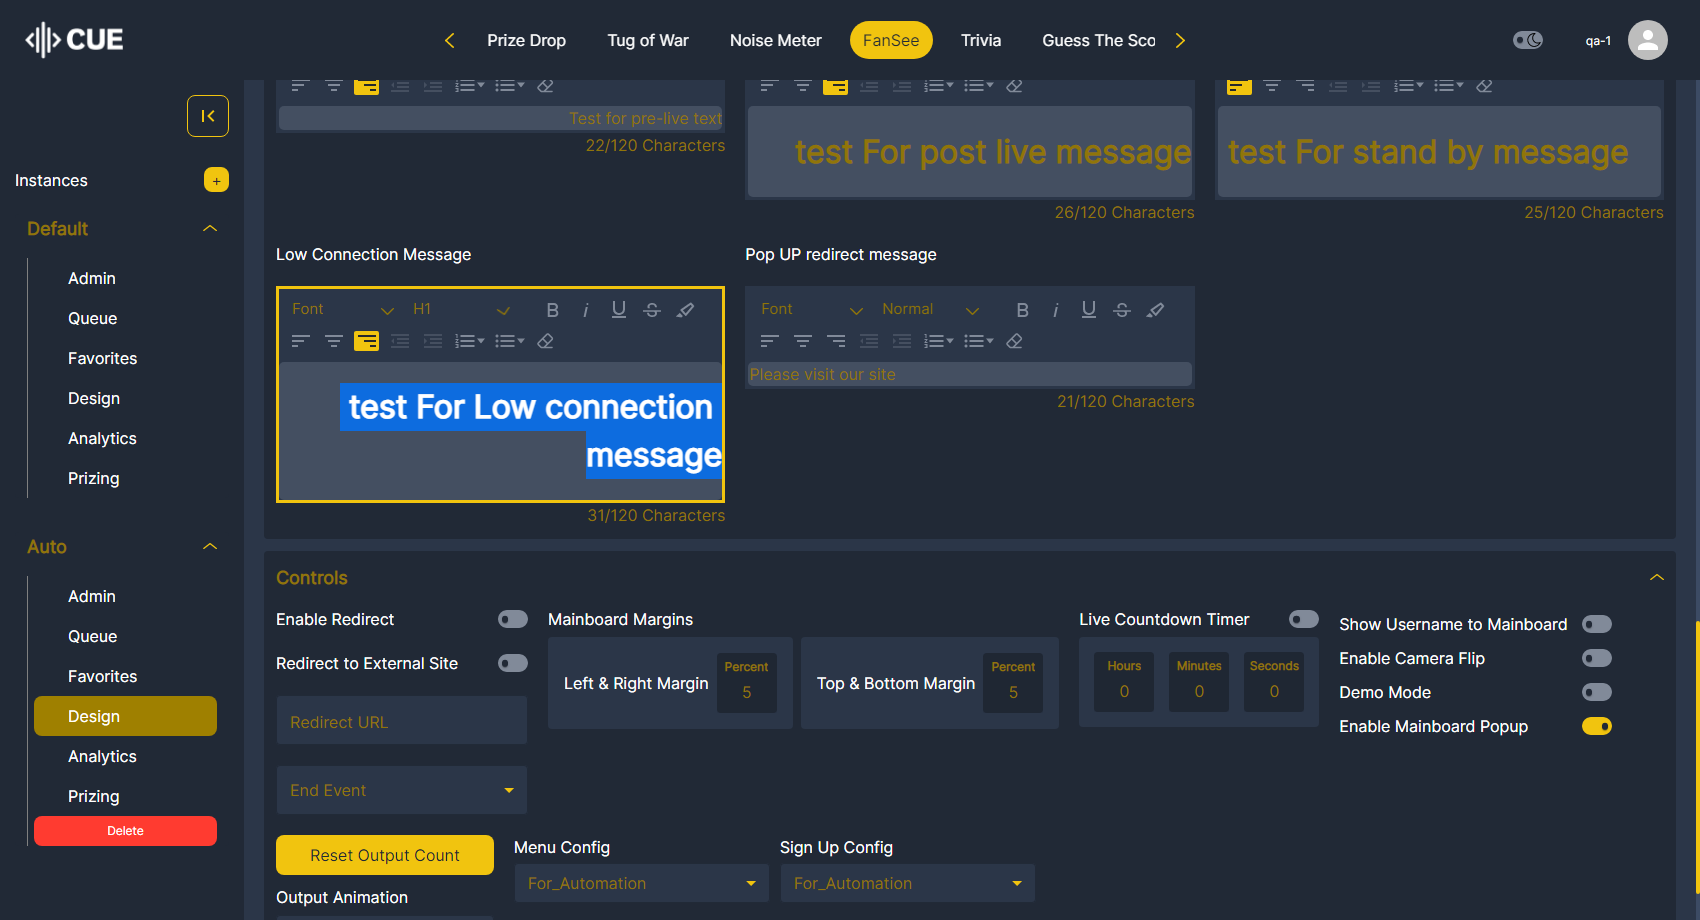 CUE
Prize Drop
Tug of War
Noise Meter
FanSee
Trivia
Guess The Sco
qa-1
Instances
+
Default
Admin
Queue
Favorites
Design
Analytics
Prizing
Auto
Admin
Queue
Favorites
Design
Analytics
Prizing
Delete
Test for pre-live text
22/120 Characters
test For post live message
26/120 Characters
test For stand by message
25/120 Characters
Low Connection Message
Font
H1
B
i
U
S
test For Low connection
message
31/120 Characters
Pop UP redirect message
Font
Normal
B
i
U
S
Please visit our site
21/120 Characters
Controls
Enable Redirect
Redirect to External Site
Redirect URL
End Event
Reset Output Count
Output Animation
Mainboard Margins
Left & Right Margin
Percent
5
Top & Bottom Margin
Percent
5
Menu Config
For_Automation
Sign Up Config
For_Automation
Live Countdown Timer
Hours
0
Minutes
0
Seconds
0
Show Username to Mainboard
Enable Camera Flip
Demo Mode
Enable Mainboard Popup